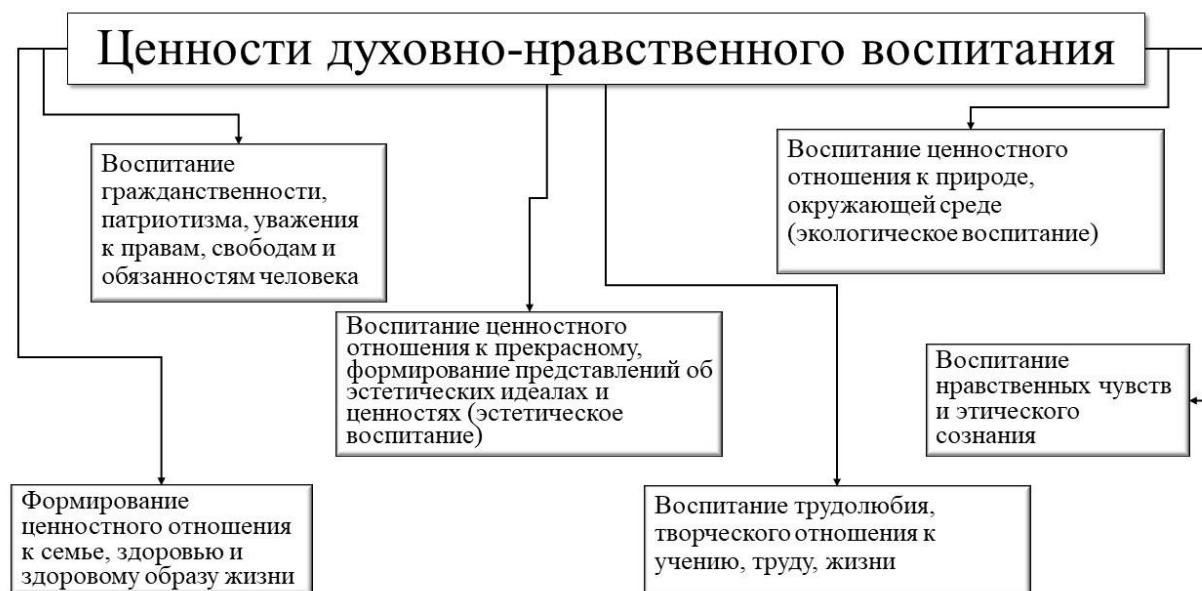 Ценности духовно-нравственного воспитания
Воспитание
гражданственности,
патриотизма, уважения
к правам, свободам и
обязанностям человека
Воспитание ценностного
отношения к природе,
окружающей среде
(экологическое воспитание)
Воспитание ценностного
отношения к прекрасному,
формирование представлений об
эстетических идеалах и
ценностях (эстетическое
воспитание)
Воспитание
нравственных чувств
и этического
сознания
Формирование
ценностного отношения
к семье, здоровью и
здоровому образу жизни
Воспитание трудолюбия,
творческого отношения к
учению, труду, жизни